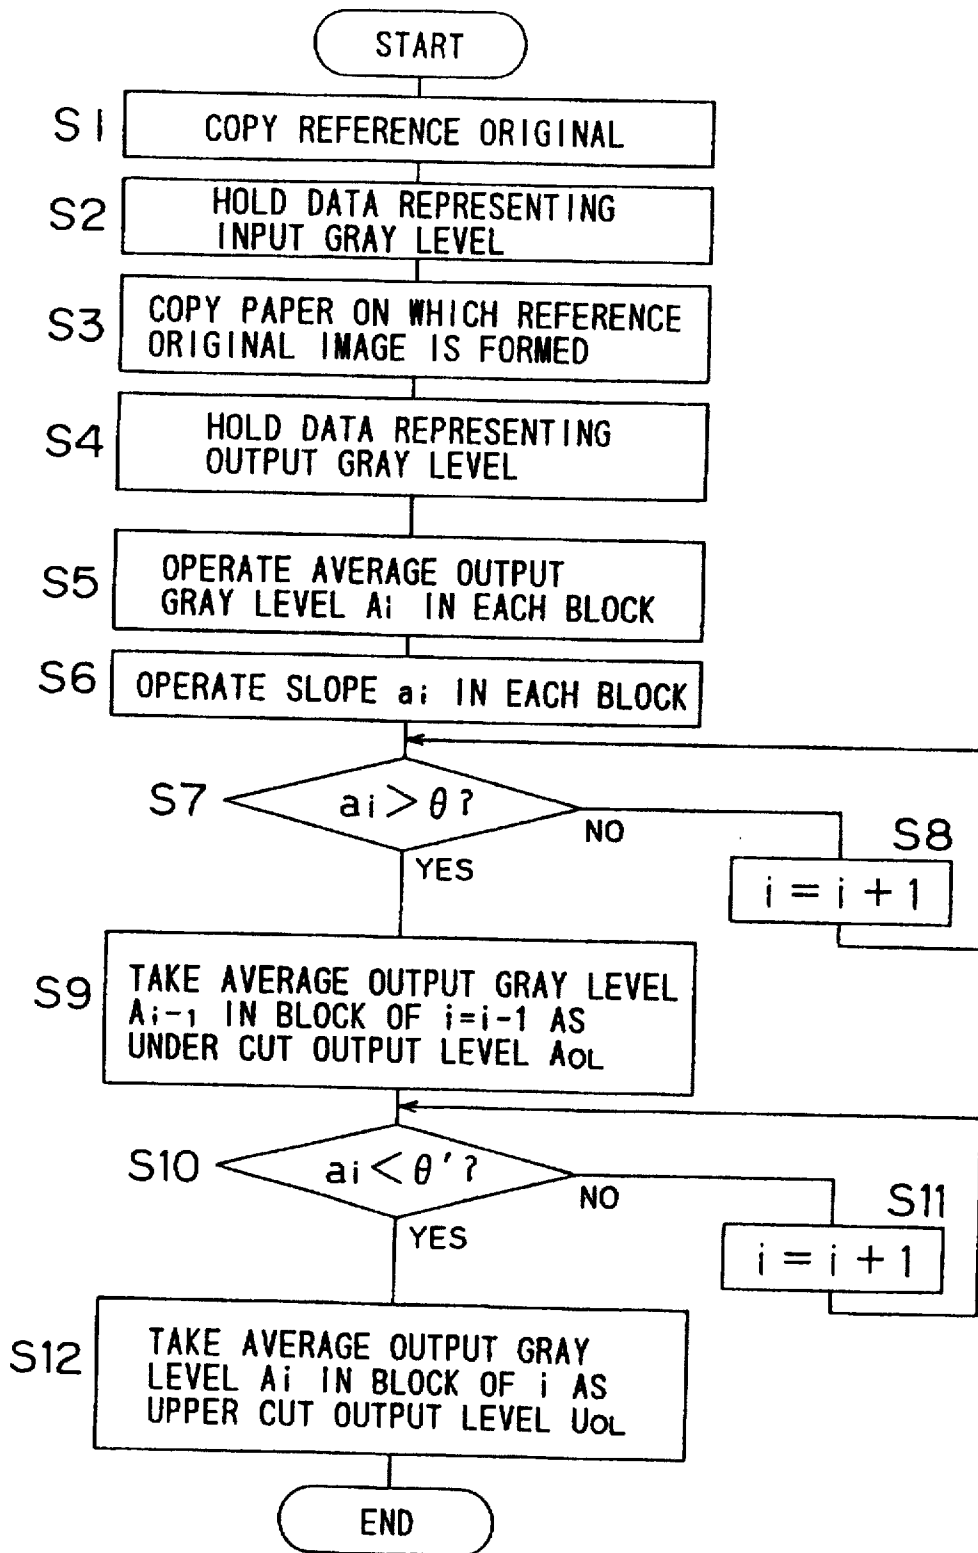 START
S1
COPY REFERENCE ORIGINAL
S2
HOLD DATA REPRESENTING
INPUT GRAY LEVEL
S3
COPY PAPER ON WHICH REFERENCE
ORIGINAL IMAGE IS FORMED
S4
HOLD DATA REPRESENTING
OUTPUT GRAY LEVEL
S5
OPERATE AVERAGE OUTPUT
GRAY LEVEL Ai IN EACH BLOCK
S6
OPERATE SLOPE ai IN EACH BLOCK
S7
ai > θ?
NO
YES
S8
i = i + 1
S9
TAKE AVERAGE OUTPUT GRAY LEVEL
Ai-1 IN BLOCK OF i=i-1 AS
UNDER CUT OUTPUT LEVEL AOL
S10
ai < θ'?
NO
YES
S11
i = i + 1
S12
TAKE AVERAGE OUTPUT GRAY
LEVEL Ai IN BLOCK OF i AS
UPPER CUT OUTPUT LEVEL UOL
END